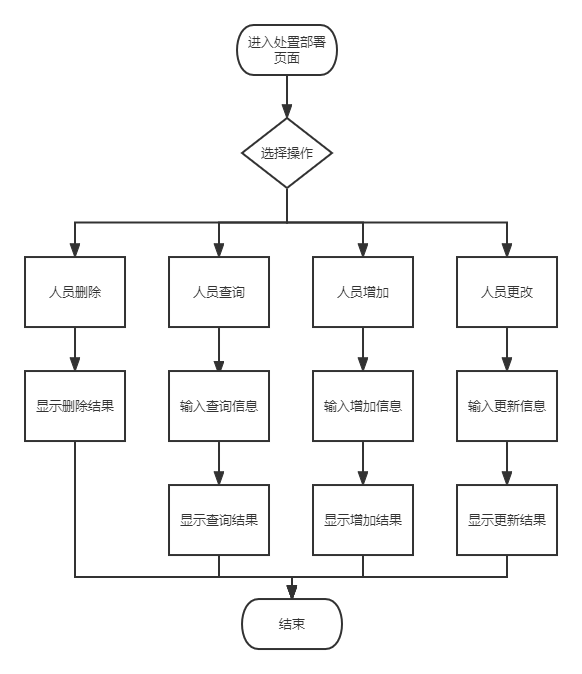 进入处置部署
页面
选择操作
人员删除
人员查询
人员增加
人员更改
显示删除结果
输入查询信息
输入增加信息
输入更新信息
显示查询结果
显示增加结果
显示更新结果
结束